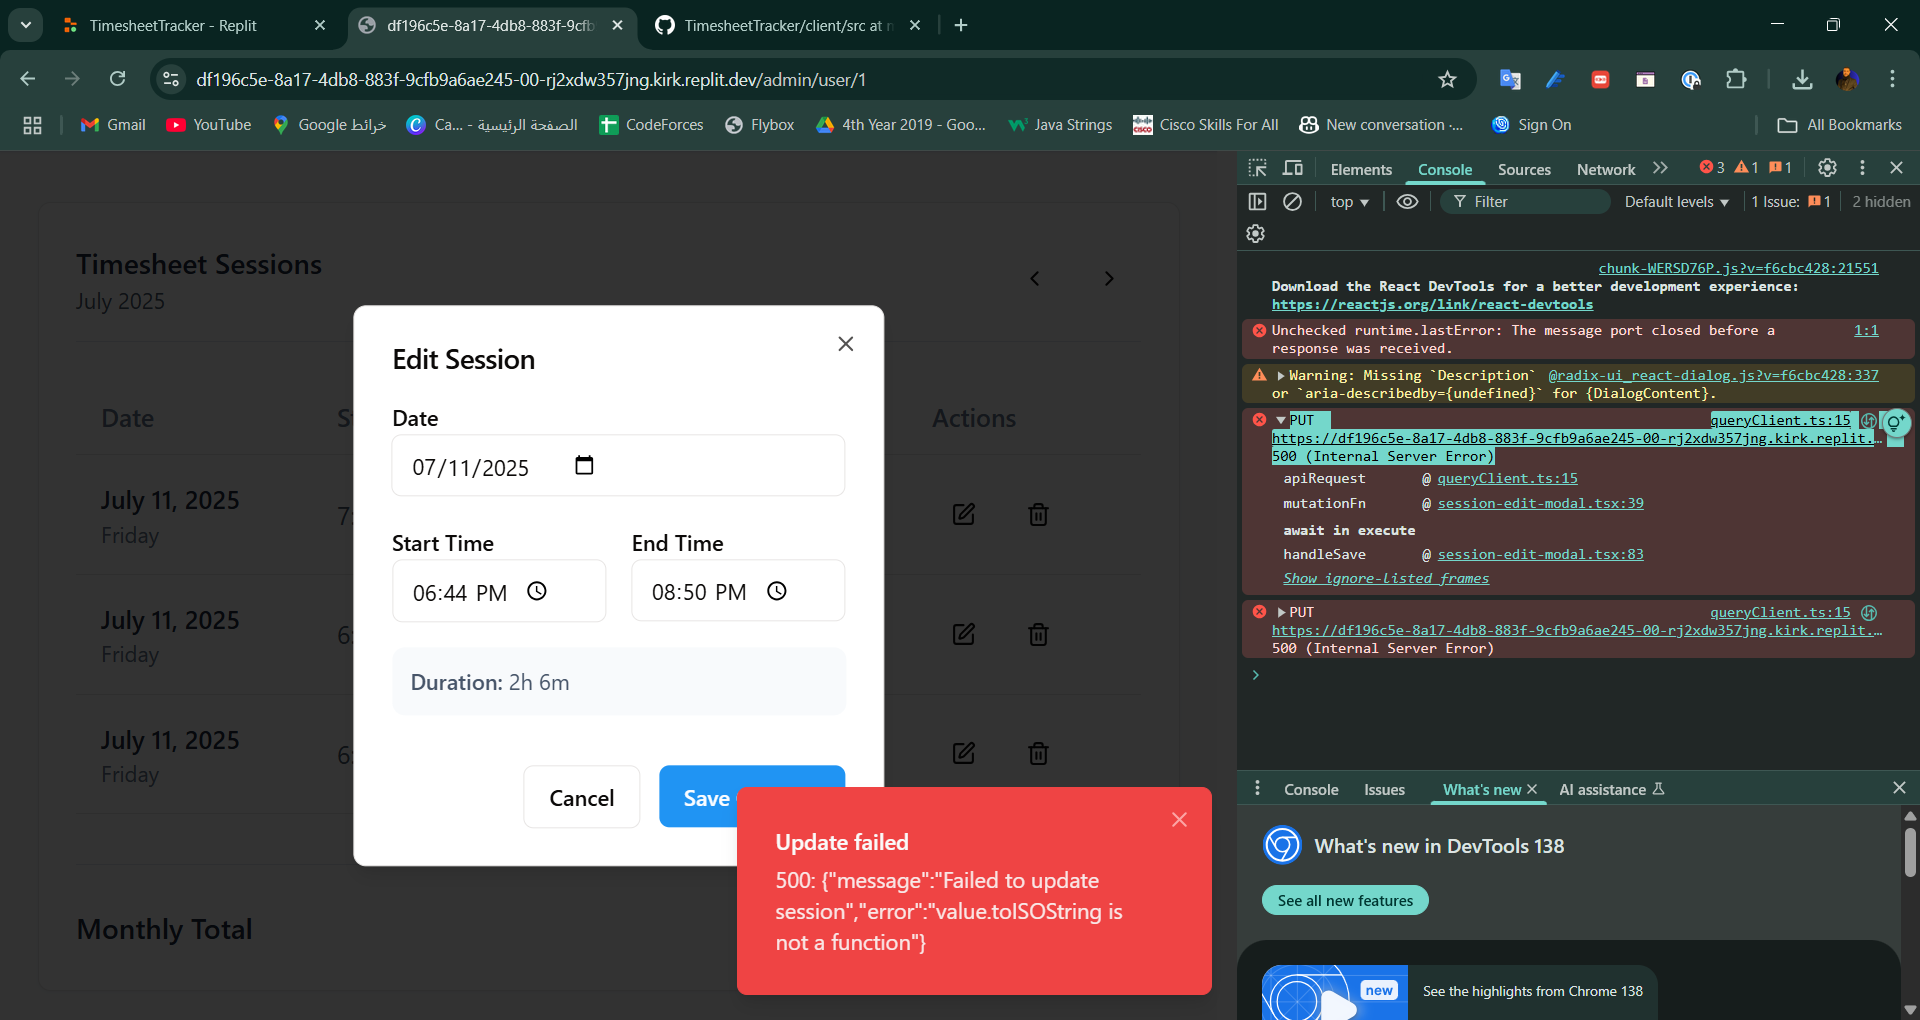 TimesheetTracker - Replit
df196c5e-8a17-4db8-883f-9cfb
TimesheetTracker/client/src at
df196c5e-8a17-4db8-883f-9cfb9a6ae245-00-rj2xdw357jng.kirk.replit.dev/admin/user/1
Gmail
YouTube
خرائط Google
الصفحة الرئيسية - Ca...
CodeForces
Flybox
4th Year 2019 - Goo...
Java Strings
Cisco Skills For All
New conversation -...
Sign On
All Bookmarks
Timesheet Sessions
July 2025
Date
Actions
July 11, 2025
Friday
July 11, 2025
Friday
July 11, 2025
Friday
Monthly Total
Edit Session
Date
07/11/2025
Start Time
End Time
06:44 PM
08:50 PM
Duration: 2h 6m
Cancel
Save
Update failed
500: {"message":"Failed to update
session","error":"value.toISOString is
not a function"}
Elements
Console
Sources
Network
3
1
1
top
Filter
Default levels
1 Issue:
1
2 hidden
chunk-WERSD76P.js?v=f6cbc428:21551
Download the React DevTools for a better development experience:
https://reactjs.org/link/react-devtools
Unchecked runtime.lastError: The message port closed before a
1:1
response was received.
Warning: Missing `Description`
@radix-ui_react-dialog.js?v=f6cbc428:337
or `aria-describedby={undefined}` for {DialogContent}.
PUT
queryClient.ts:15
https://df196c5e-8a17-4db8-883f-9cfb9a6ae245-00-rj2xdw357jng.kirk.replit.…
500 (Internal Server Error)
apiRequest @ queryClient.ts:15
mutationFn @ session-edit-modal.tsx:39
await in execute
handleSave @ session-edit-modal.tsx:83
Show ignore-listed frames
PUT
queryClient.ts:15
https://df196c5e-8a17-4db8-883f-9cfb9a6ae245-00-rj2xdw357jng.kirk.replit.…
500 (Internal Server Error)
Console
Issues
What's new
AI assistance
What's new in DevTools 138
See all new features
new
See the highlights from Chrome 138